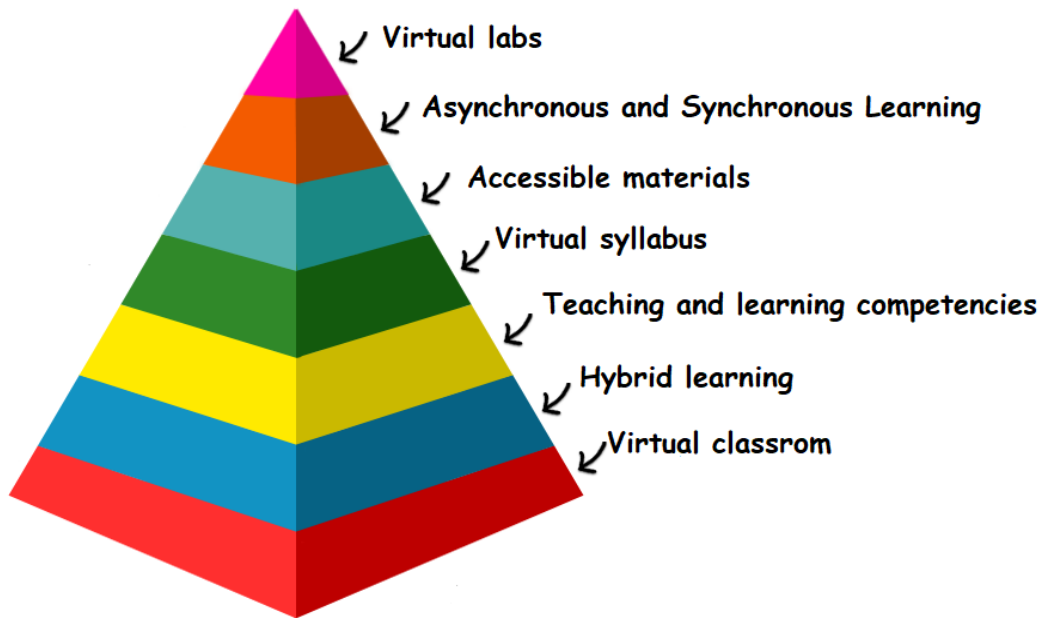 Virtual labs
Asynchronous and Synchronous Learning
Accessible materials
Virtual syllabus
Teaching and learning competencies
Hybrid learning
Virtual classrom